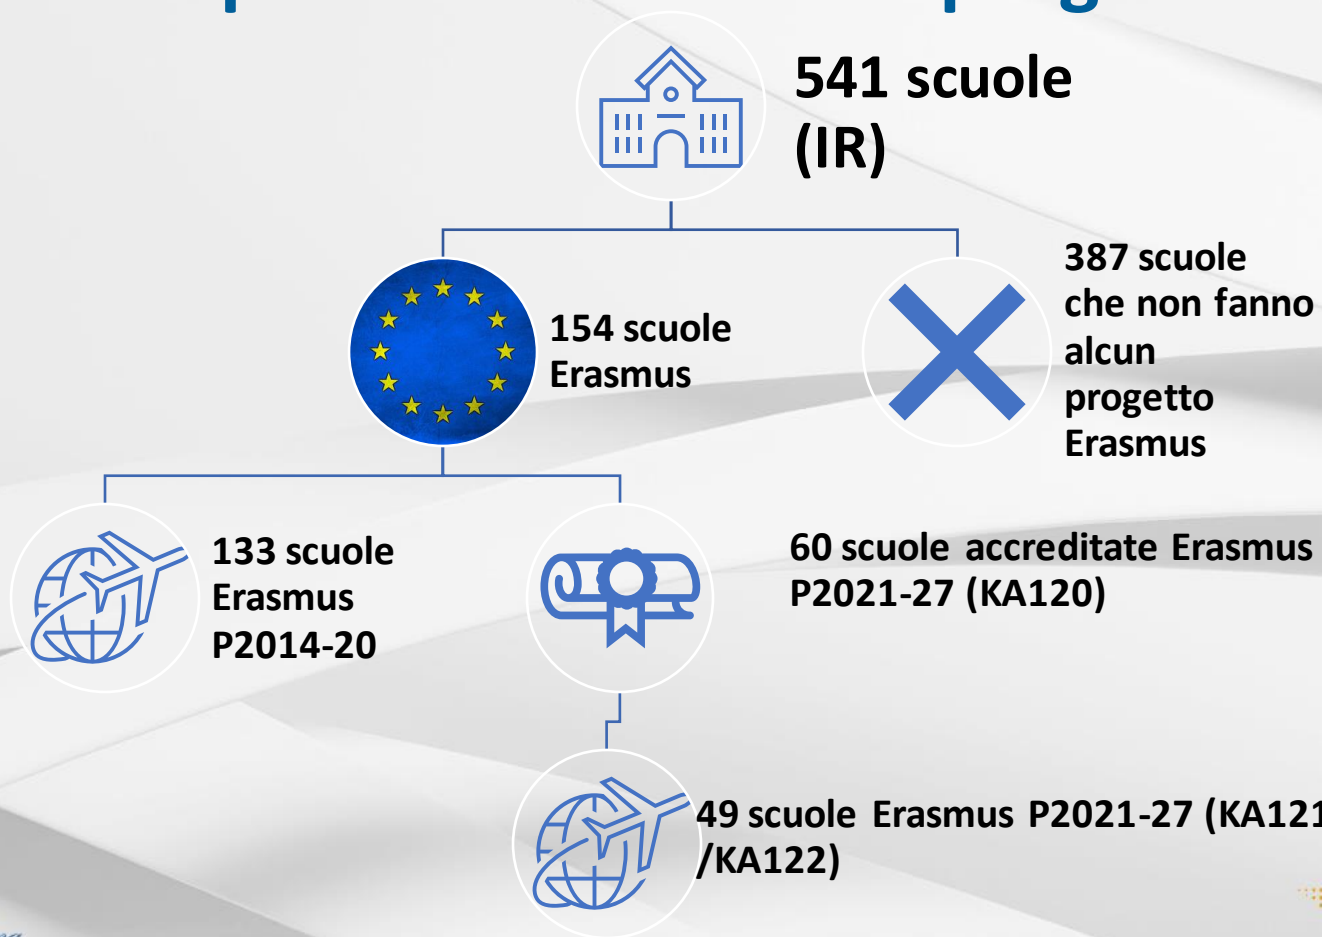 541 scuole
(IR)
154 scuole
Erasmus
387 scuole
che non fanno
alcun
progetto
Erasmus
133 scuole
Erasmus
P2014-20
60 scuole accreditate Erasmus
P2021-27 (KA120)
49 scuole Erasmus P2021-27 (KA121
/KA122)